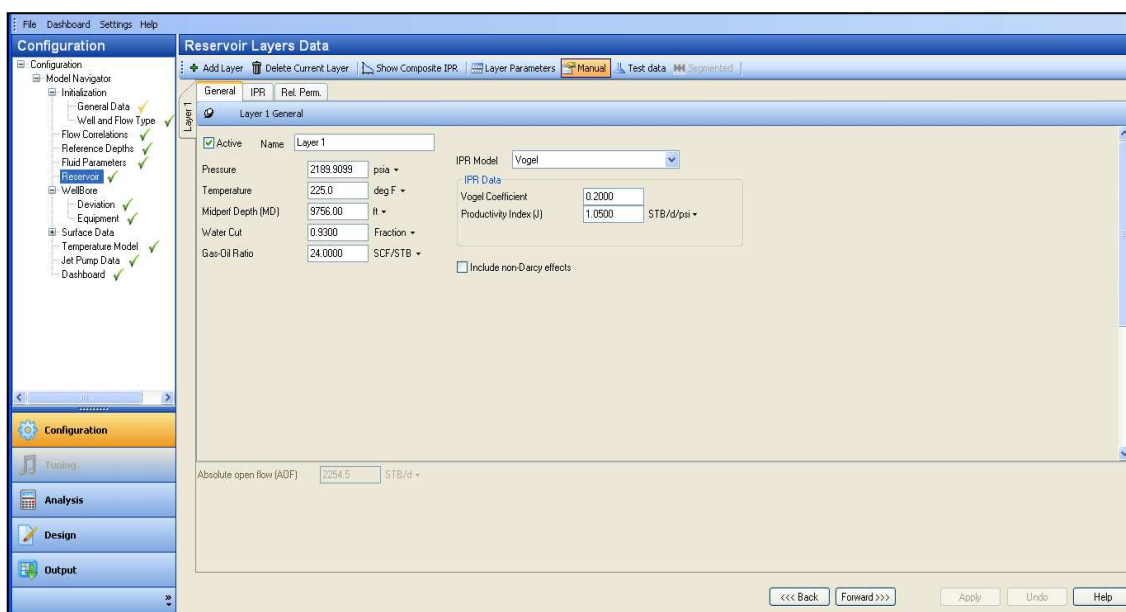 File Dashboard Settings Help
Configuration
Reservoir Layers Data
Configuration
Model Navigator
Initialization
General Data
Well and Flow Type
Flow Correlations
Reference Depths
Fluid Parameters
Reservoir
WellBore
Deviation
Equipment
Surface Data
Temperature Model
Jet Pump Data
Dashboard
Add Layer Delete Current Layer Show Composite IPR Layer Parameters Manual Test data Segmented
General IPR Rel. Perm.
Layer 1
Layer 1 General
Active Name Layer 1
Pressure 2189.9099 psia
Temperature 225.0 deg F
Midperf Depth (MD) 9756.00 ft
Water Cut 0.9300 Fraction
Gas-Oil Ratio 24.0000 SCF/STB
IPR Model Vogel
IPR Data
Vogel Coefficient 0.2000
Productivity Index (J) 1.0500 STB/d/psi
Include non-Darcy effects
Absolute open flow (AOF) 2254.5 STB/d
Configuration
Tuning
Analysis
Design
Output
<<< Back Forward >>> Apply Undo Help